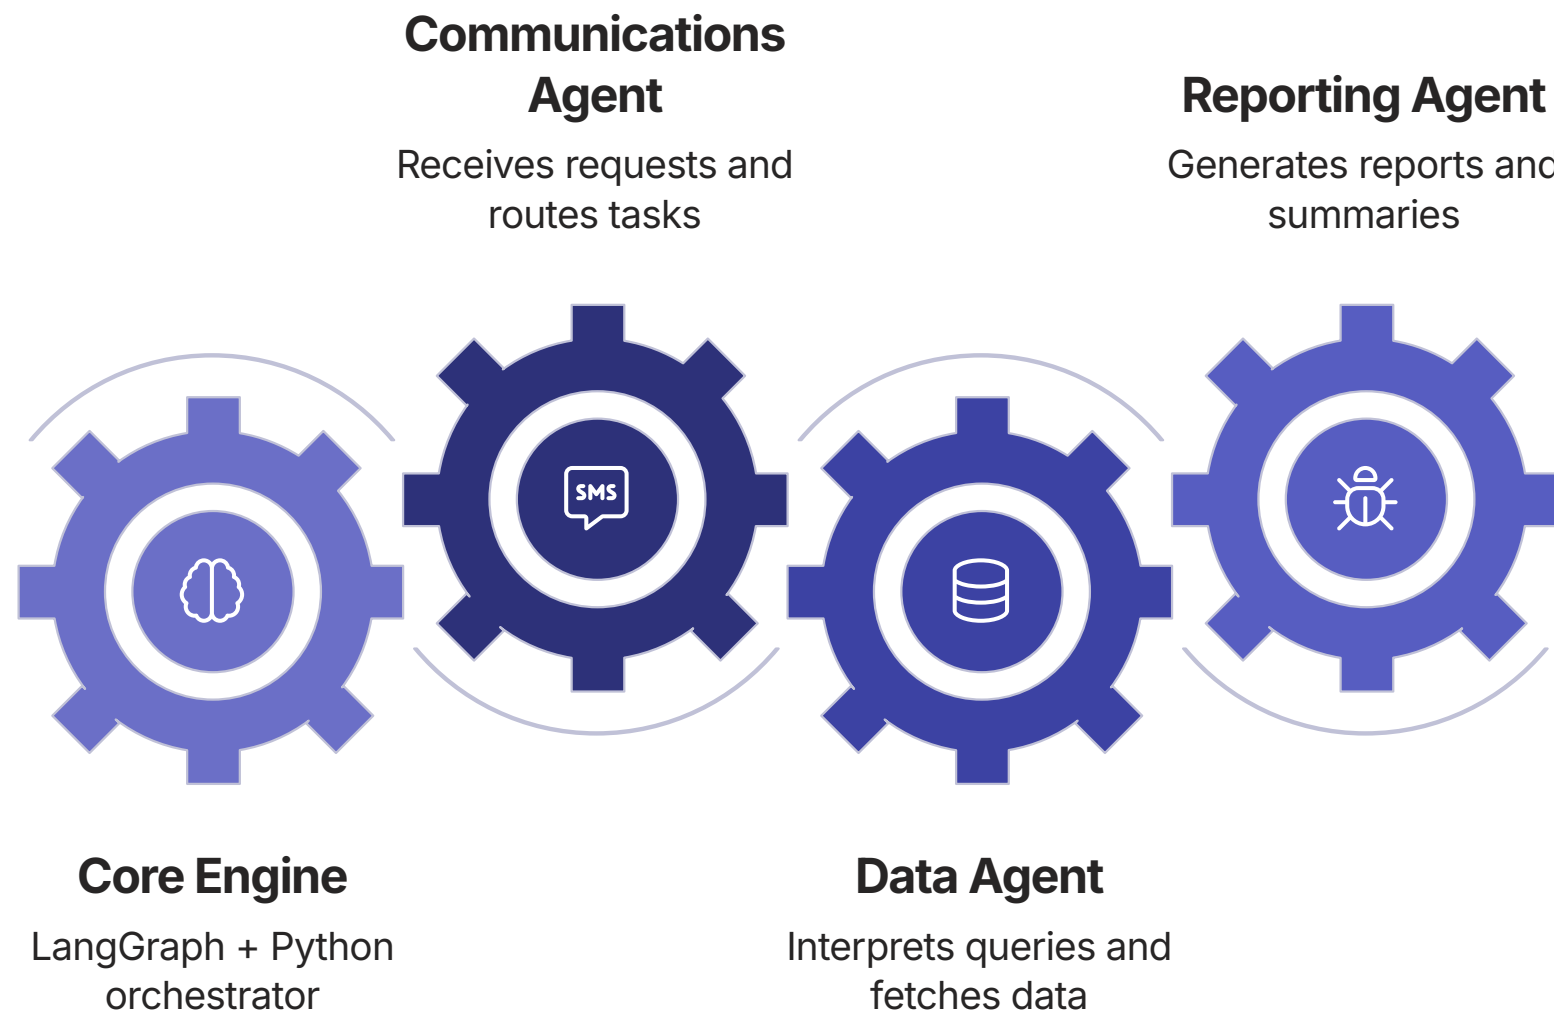 Communications
Agent
Receives requests and
routes tasks
Reporting Agent
Generates reports and
summaries
SMS
Core Engine
LangGraph + Python
orchestrator
Data Agent
Interprets queries and
fetches data